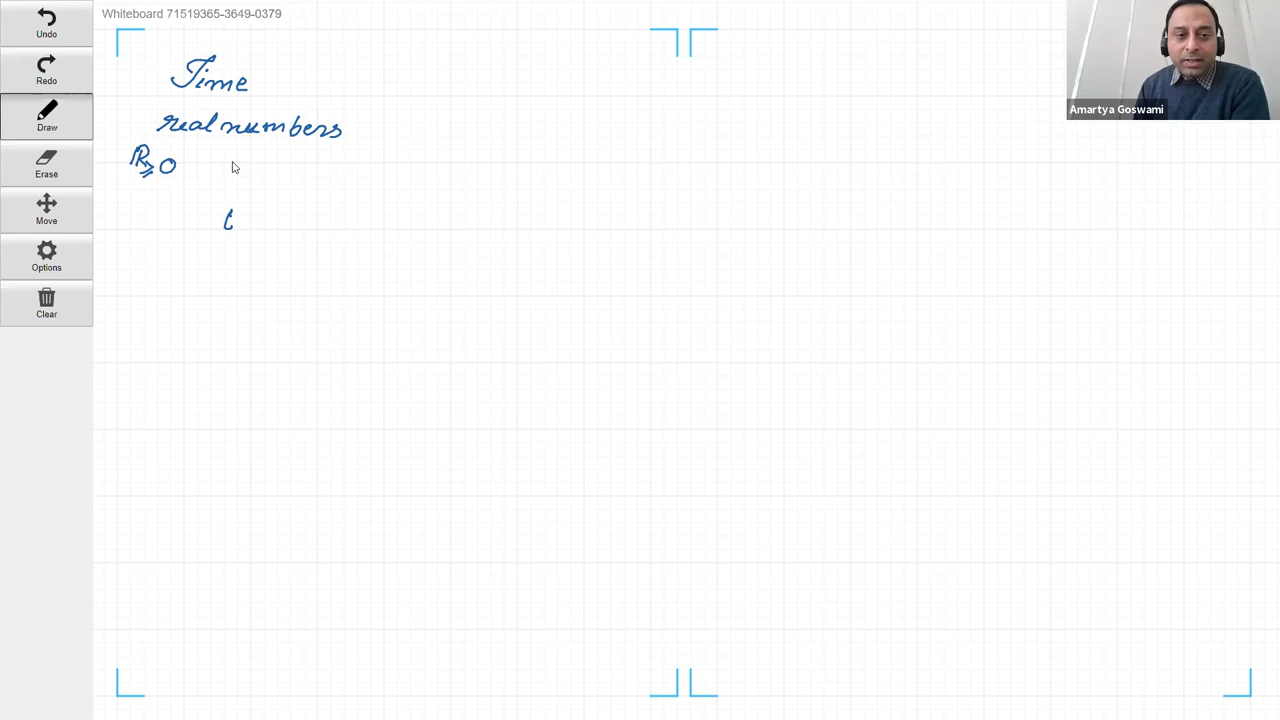 Whiteboard 71519365-3649-0379
Undo
Redo
Draw
Erase
Move
Options
Clear
Time
real numbers
ℝ≥0
t
Amartya Goswami